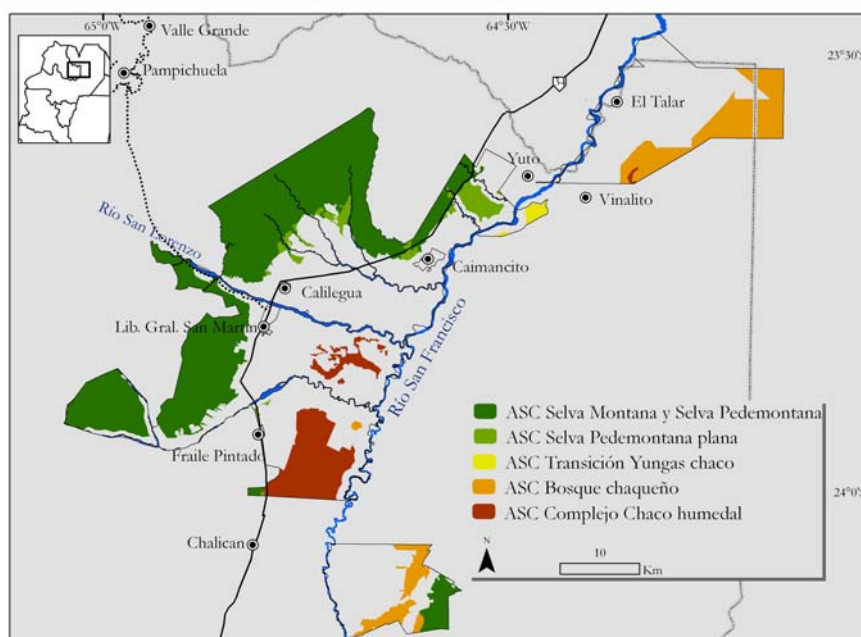 65°0'W
64°30'W
Valle Grande
23°30'S
Pampichuela
El Talar
Yuto
Vinalito
Río San Lorenzo
Caimancito
Calilegua
Lib. Gral. San Martín
Río San Francisco
ASC Selva Montana y Selva Pedemontana
ASC Selva Pedemontana plana
Fraile Pintado
ASC Transición Yungas chaco
ASC Bosque chaqueño
24°0'S
ASC Complejo Chaco humedal
Chalican
N
10
Km